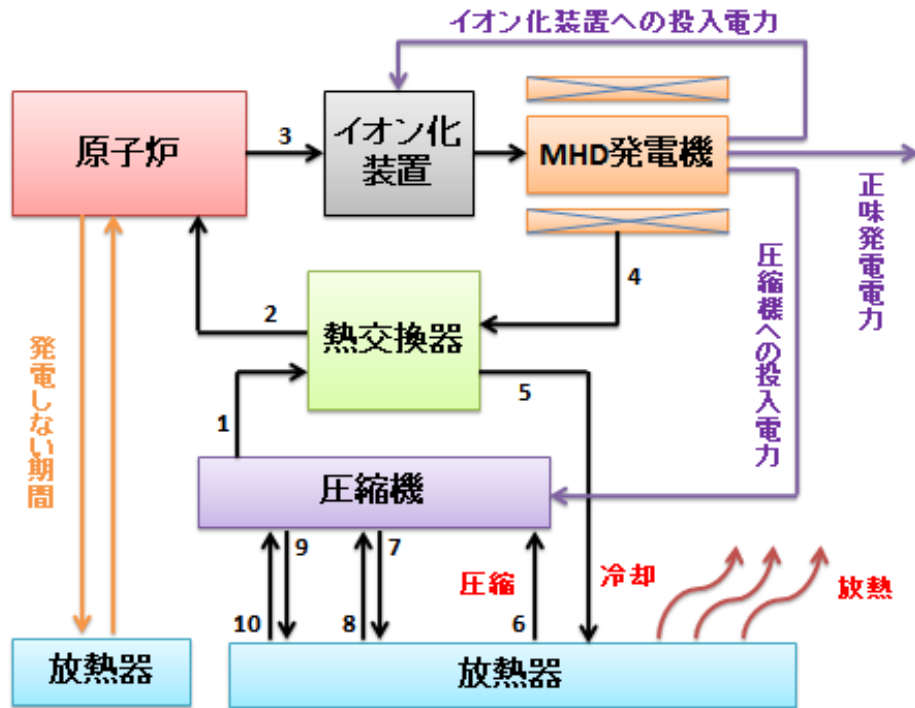 イオン化装置への投入電力
原子炉
3
イオン化
装置
MHD発電機
正味発電電力
4
圧縮機への投入電力
2
熱交換器
発電しない期間
1
5
圧縮機
9
7
圧縮
冷却
放熱
10
8
6
放熱器
放熱器